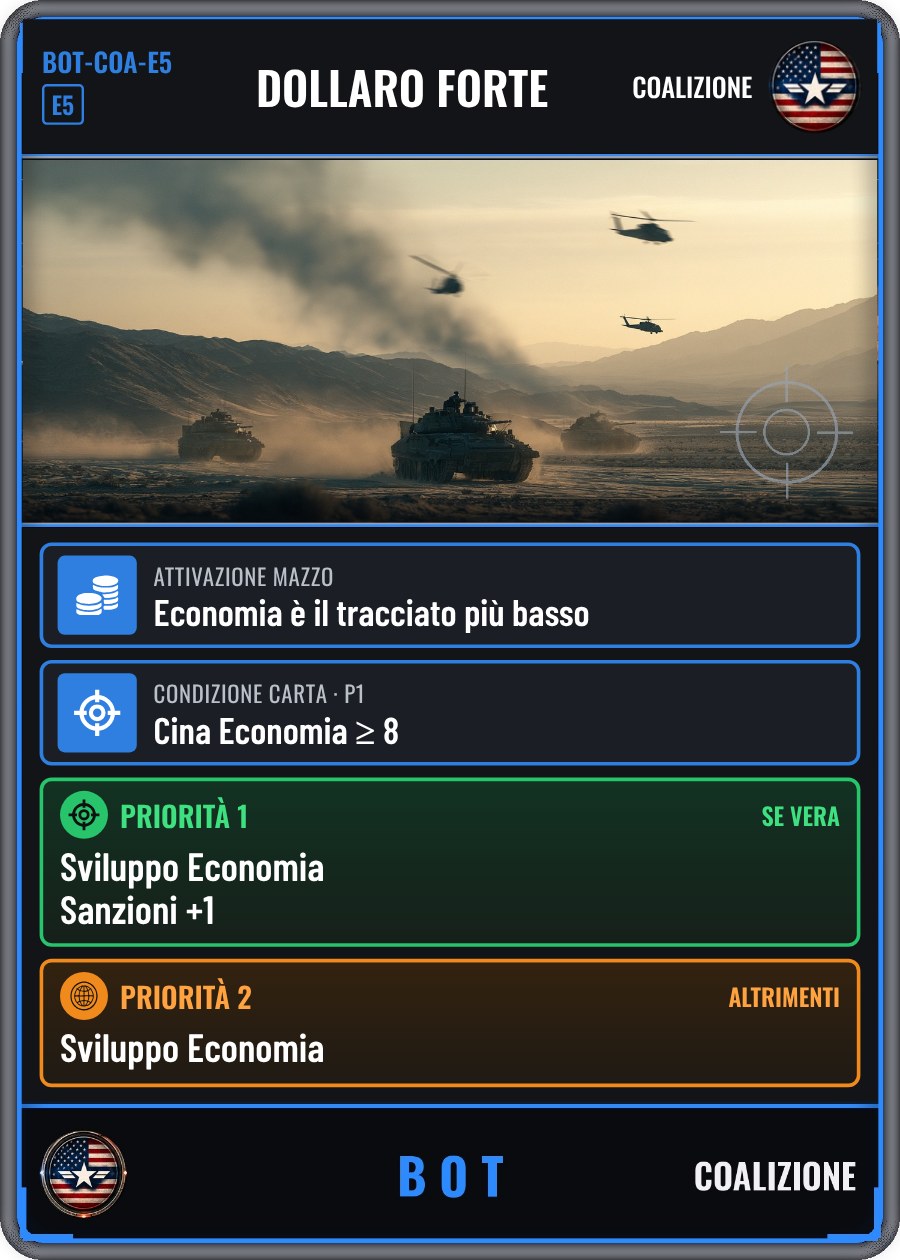 BOT-COA-E5
E5
DOLLARO FORTE
COALIZIONE
ATTIVAZIONE MAZZO
Economia è il tracciato più basso
CONDIZIONE CARTA · P1
Cina Economia ≥ 8
PRIORITÀ 1
SE VERA
Sviluppo Economia
Sanzioni +1
PRIORITÀ 2
ALTRIMENTI
Sviluppo Economia
BOT
COALIZIONE